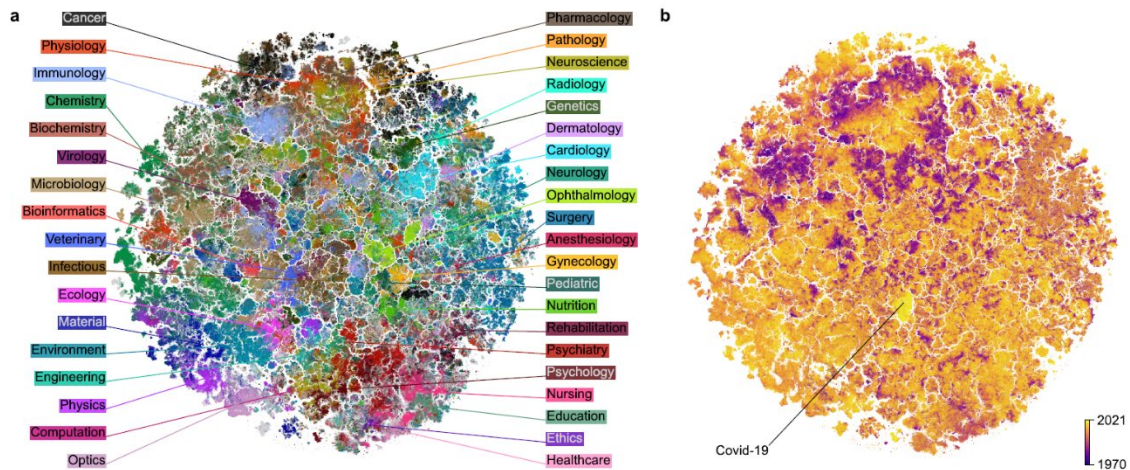 a
Cancer
Physiology
Immunology
Chemistry
Biochemistry
Virology
Microbiology
Bioinformatics
Veterinary
Infectious
Ecology
Material
Environment
Engineering
Physics
Computation
Optics
Pharmacology
Pathology
Neuroscience
Radiology
Genetics
Dermatology
Cardiology
Neurology
Ophthalmology
Surgery
Anesthesiology
Gynecology
Pediatric
Nutrition
Rehabilitation
Psychiatry
Psychology
Nursing
Education
Ethics
Healthcare
b
Covid-19
2021
1970